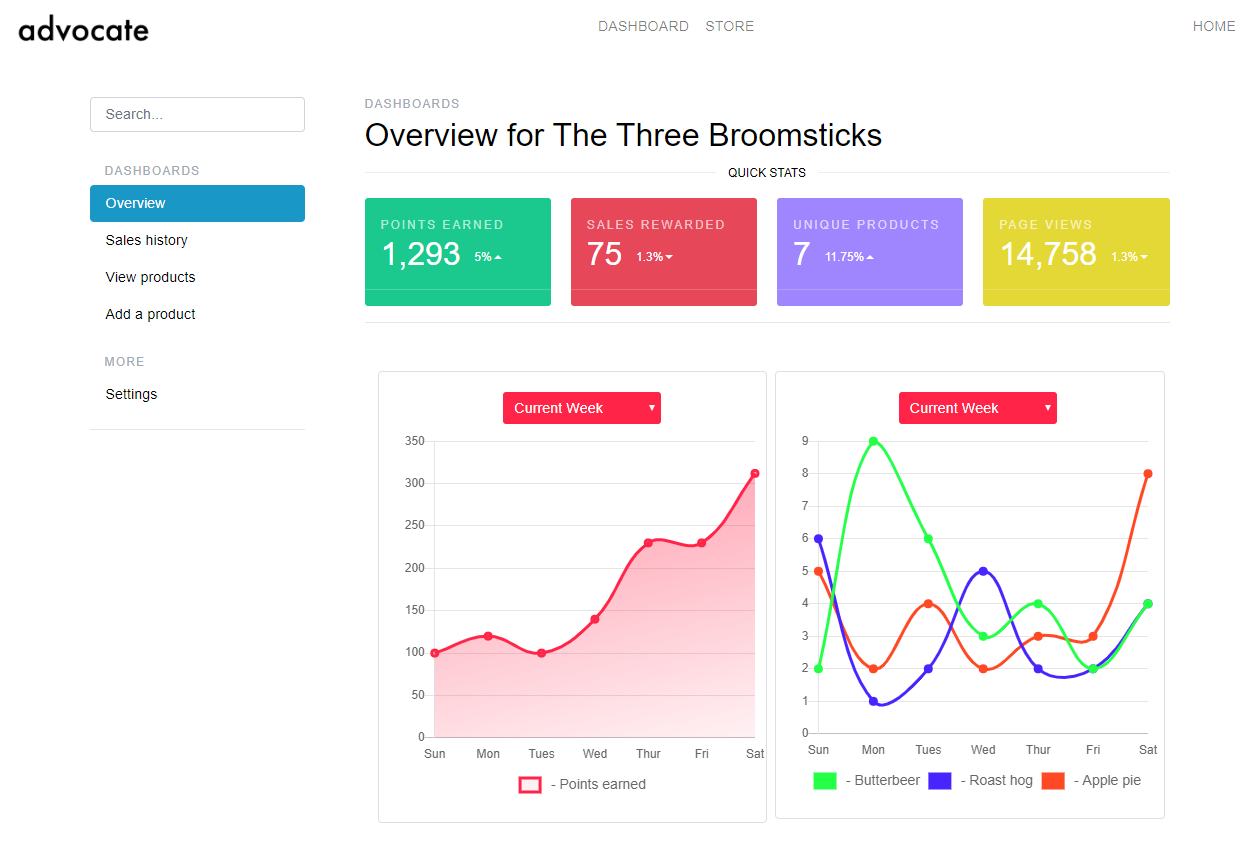 advocate
DASHBOARD STORE HOME
Search...
DASHBOARDS
Overview
Sales history
View products
Add a product
MORE
Settings
DASHBOARDS
Overview for The Three Broomsticks
QUICK STATS
POINTS EARNED
1,293 5%
SALES REWARDED
75 1.3%
UNIQUE PRODUCTS
7 11.75%
PAGE VIEWS
14,758 1.3%
Current Week
350
300
250
200
150
100
50
0
Sun Mon Tues Wed Thur Fri Sat
- Points earned
Current Week
9
8
7
6
5
4
3
2
1
0
Sun Mon Tues Wed Thur Fri Sat
- Butterbeer - Roast hog - Apple pie